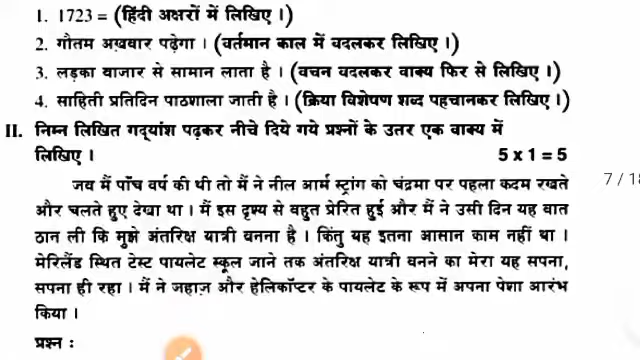 1. 1723 = (हिंदी अक्षरों में लिखिए।)
2. गौतम अख़बार पढ़ेगा। (वर्तमान काल में बदलकर लिखिए।)
3. लड़का बाजार से सामान लाता है। (वचन बदलकर वाक्य फिर से लिखिए।)
4. साहिती प्रतिदिन पाठशाला जाती है। (क्रिया विशेषण शब्द पहचानकर लिखिए।)
II. निम्न लिखित गद्यांश पढ़कर नीचे दिये गये प्रश्नों के उतर एक वाक्य में
लिखिए। 5 x 1 = 5
जब मैं पाँच वर्ष की थी तो मैं ने नील आर्म स्ट्रांग को चंद्रमा पर पहला कदम रखते 7 / 18
और चलते हुए देखा था। मैं इस दृश्य से बहुत प्रेरित हुई और मैं ने उसी दिन यह बात
ठान ली कि मुझे अंतरिक्ष यात्री बनना है। किंतु यह इतना आसान काम नहीं था।
मेरिलैंड स्थित टेस्ट पायलेट स्कूल जाने तक अंतरिक्ष यात्री बनने का मेरा यह सपना,
सपना ही रहा। मैं ने जहाज़ और हेलिकॉप्टर के पायलेट के रूप में अपना पेशा आरंभ
किया।
प्रश्न :